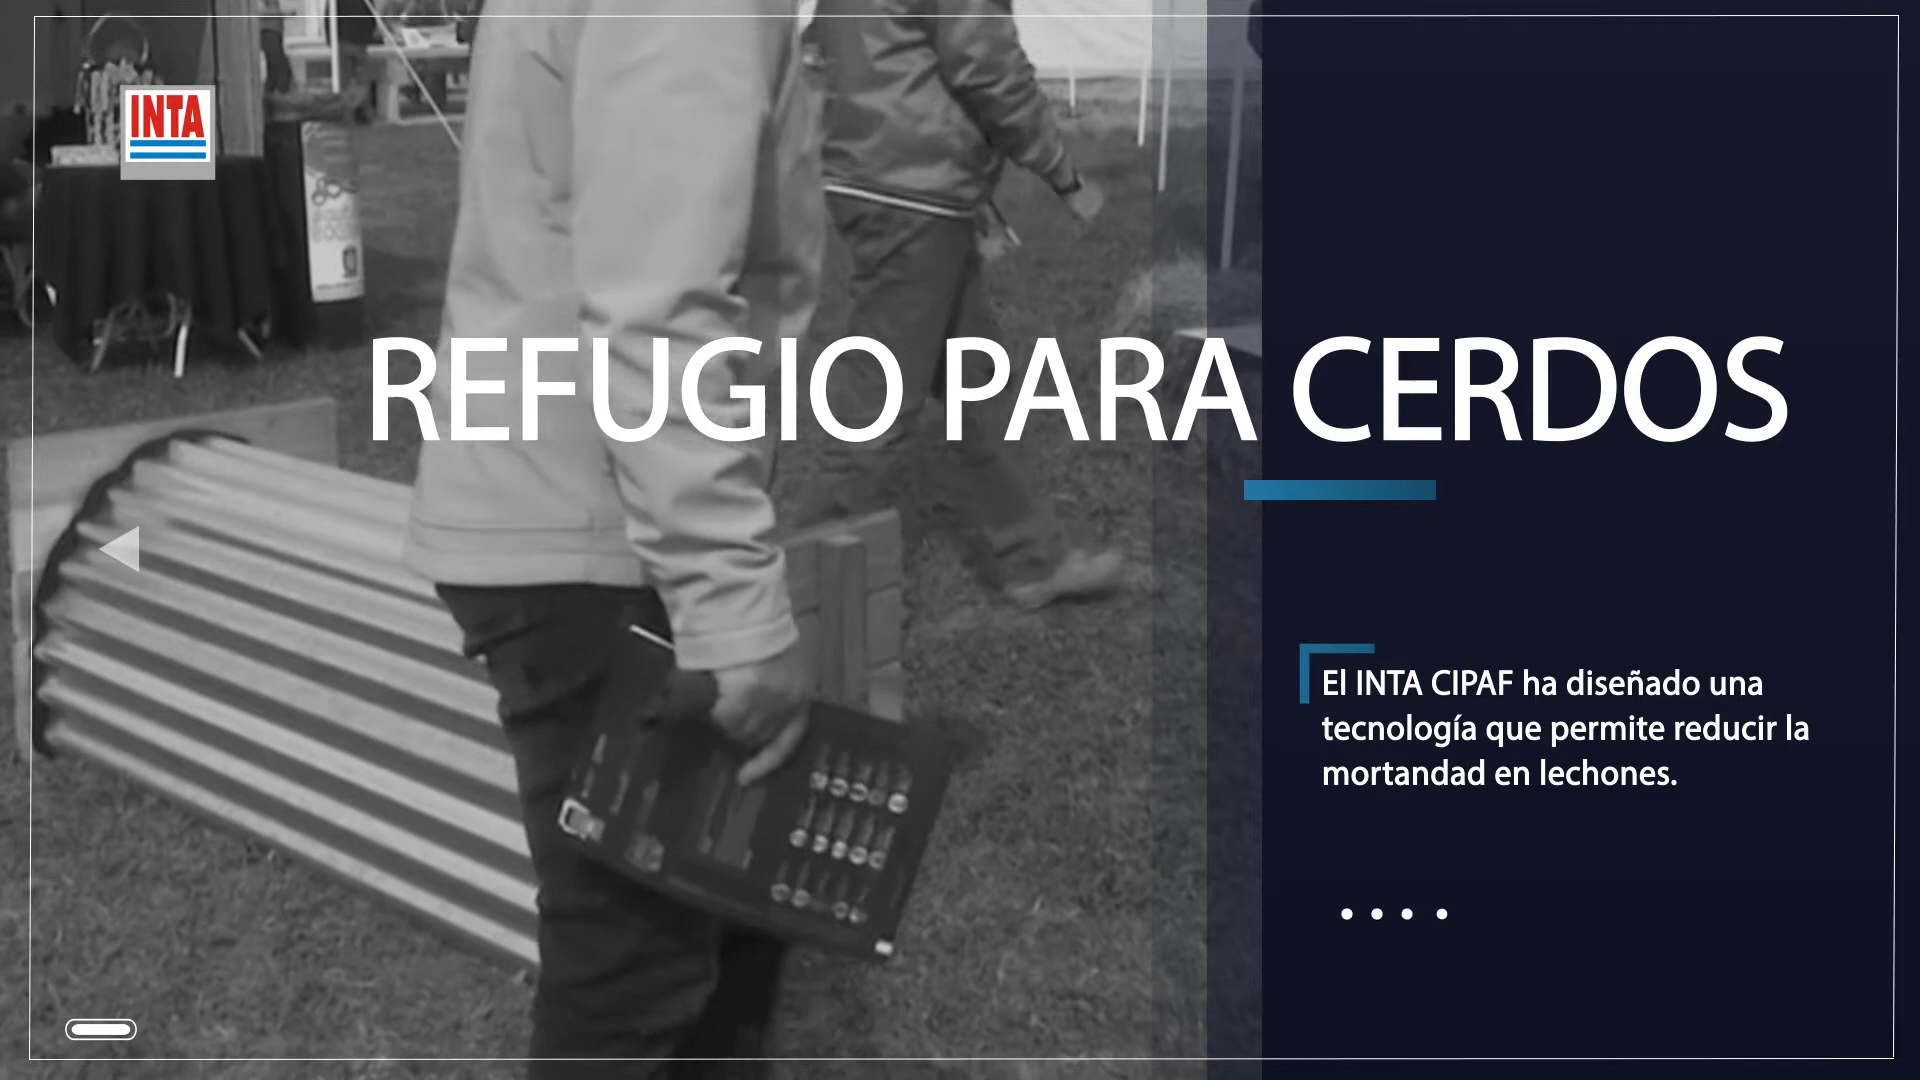 INTA
REFUGIO PARA CERDOS
El INTA CIPAF ha diseñado una
tecnología que permite reducir la
mortandad en lechones.